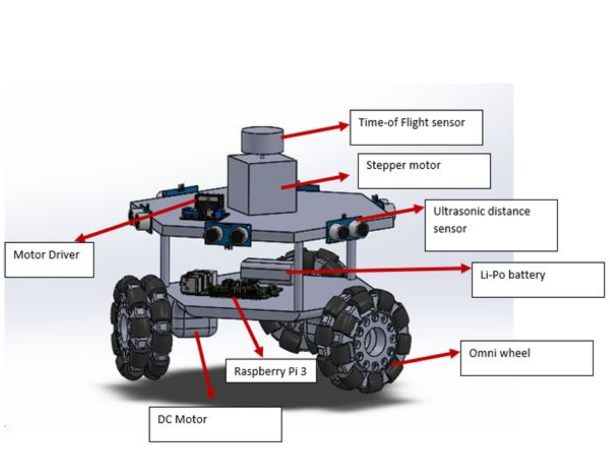 Time-of Flight sensor
Stepper motor
Ultrasonic distance
sensor
Motor Driver
Li-Po battery
Omni wheel
Raspberry Pi 3
DC Motor